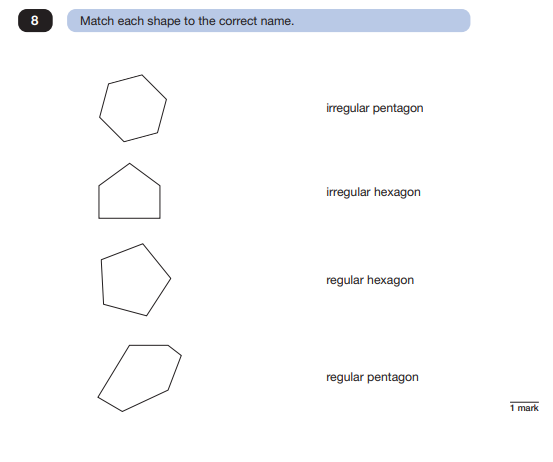 8 Match each shape to the correct name.
irregular pentagon
irregular hexagon
regular hexagon
regular pentagon
1 mark